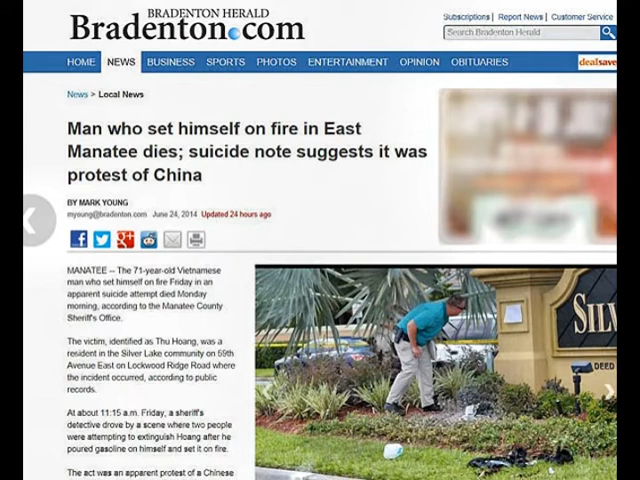 BRADENTON HERALD
Bradenton.com
Subscriptions | Report News | Customer Service
Search Bradenton Herald
HOME NEWS BUSINESS SPORTS PHOTOS ENTERTAINMENT OPINION OBITUARIES
dealsave
News > Local News
Man who set himself on fire in East
Manatee dies; suicide note suggests it was
protest of China
BY MARK YOUNG
myoung@bradenton.com June 24, 2014 Updated 24 hours ago
MANATEE -- The 71-year-old Vietnamese
man who set himself on fire Friday in an
apparent suicide attempt died Monday
morning, according to the Manatee County
Sheriff's Office.
The victim, identified as Thu Hoang, was a
resident in the Silver Lake community on 59th
Avenue East on Lockwood Ridge Road where
the incident occurred, according to public
records.
At about 11:15 a.m. Friday, a sheriff's
detective drove by a scene where two people
were attempting to extinguish Hoang after he
poured gasoline on himself and set it on fire.
The act was an apparent protest of a Chinese
SILV
DEED